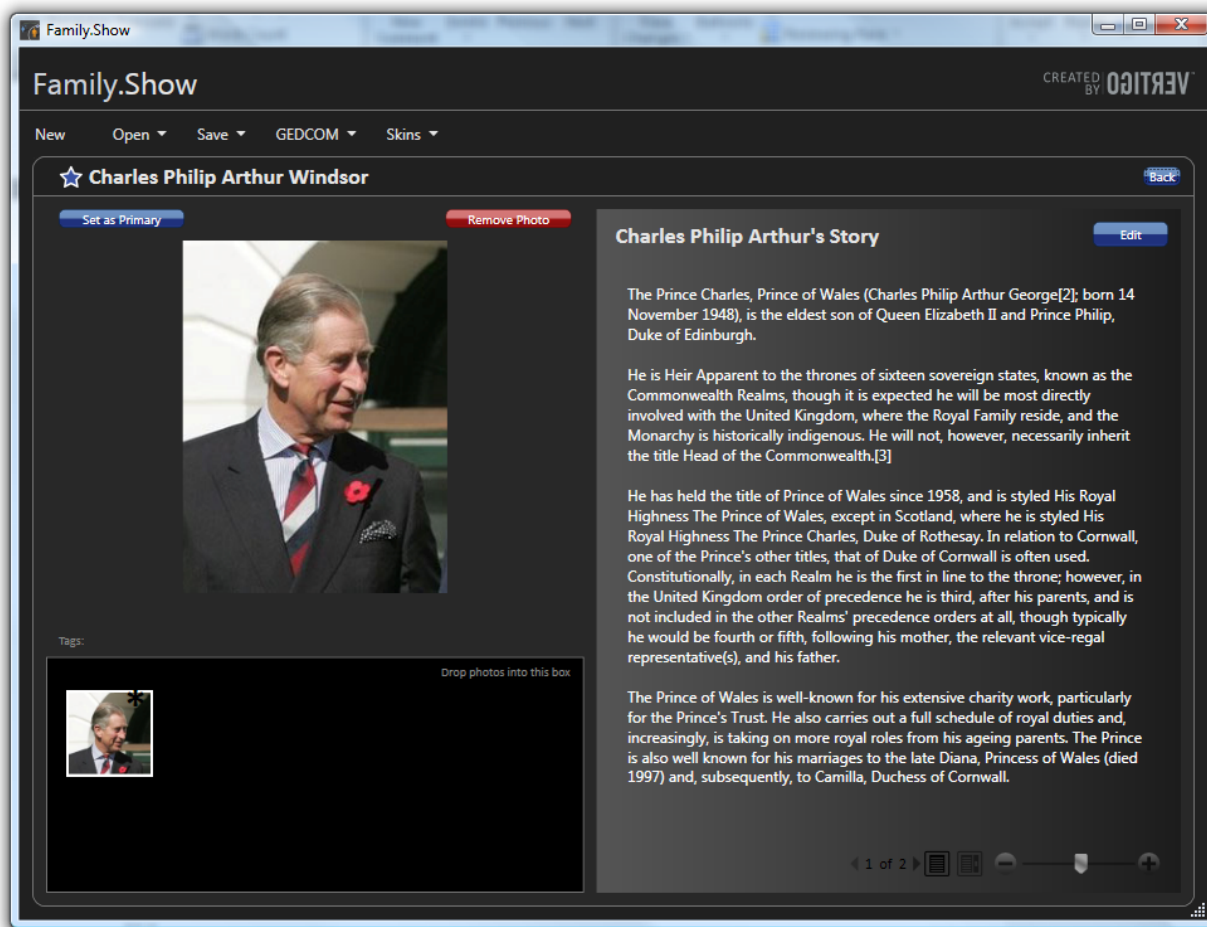 Family.Show
Family.Show
CREATED BY VERTIGO
New Open Save GEDCOM Skins
Charles Philip Arthur Windsor
Back
Set as Primary
Remove Photo
Charles Philip Arthur's Story
Edit
The Prince Charles, Prince of Wales (Charles Philip Arthur George[2]; born 14
November 1948), is the eldest son of Queen Elizabeth II and Prince Philip,
Duke of Edinburgh.
He is Heir Apparent to the thrones of sixteen sovereign states, known as the
Commonwealth Realms, though it is expected he will be most directly
involved with the United Kingdom, where the Royal Family reside, and the
Monarchy is historically indigenous. He will not, however, necessarily inherit
the title Head of the Commonwealth.[3]
He has held the title of Prince of Wales since 1958, and is styled His Royal
Highness The Prince of Wales, except in Scotland, where he is styled His
Royal Highness The Prince Charles, Duke of Rothesay. In relation to Cornwall,
one of the Prince's other titles, that of Duke of Cornwall is often used.
Constitutionally, in each Realm he is the first in line to the throne; however, in
the United Kingdom order of precedence he is third, after his parents, and is
not included in the other Realms' precedence orders at all, though typically
he would be fourth or fifth, following his mother, the relevant vice-regal
representative(s), and his father.
The Prince of Wales is well-known for his extensive charity work, particularly
for the Prince's Trust. He also carries out a full schedule of royal duties and,
increasingly, is taking on more royal roles from his ageing parents. The Prince
is also well known for his marriages to the late Diana, Princess of Wales (died
1997) and, subsequently, to Camilla, Duchess of Cornwall.
Tags:
Drop photos into this box
1 of 2